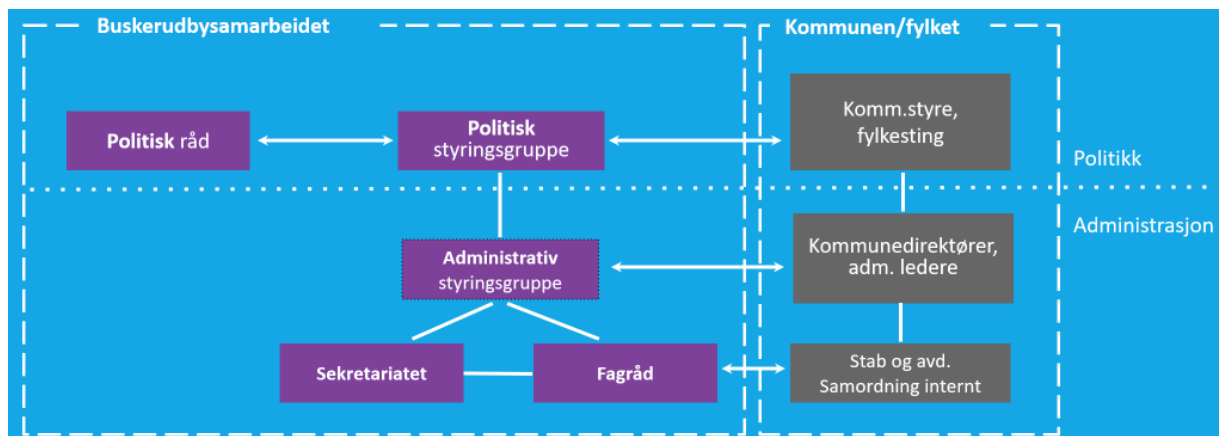 Buskerudbysamarbeidet
Kommunen/fylket
Politisk råd
Politisk
styringsgruppe
Komm.styre,
fylkesting
Politikk
Administrasjon
Administrativ
styringsgruppe
Kommunedirektører,
adm. ledere
Sekretariatet
Fagråd
Stab og avd.
Samordning internt